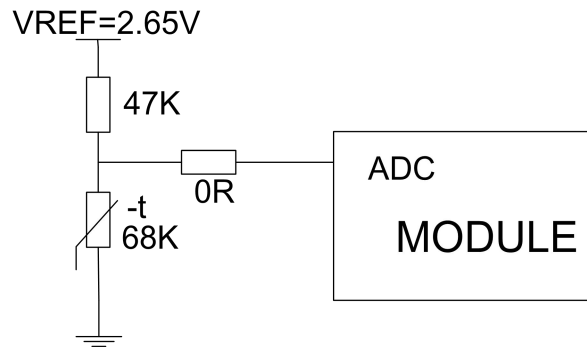 VREF=2.65V
47K
ADC
0R
-t
68K
MODULE